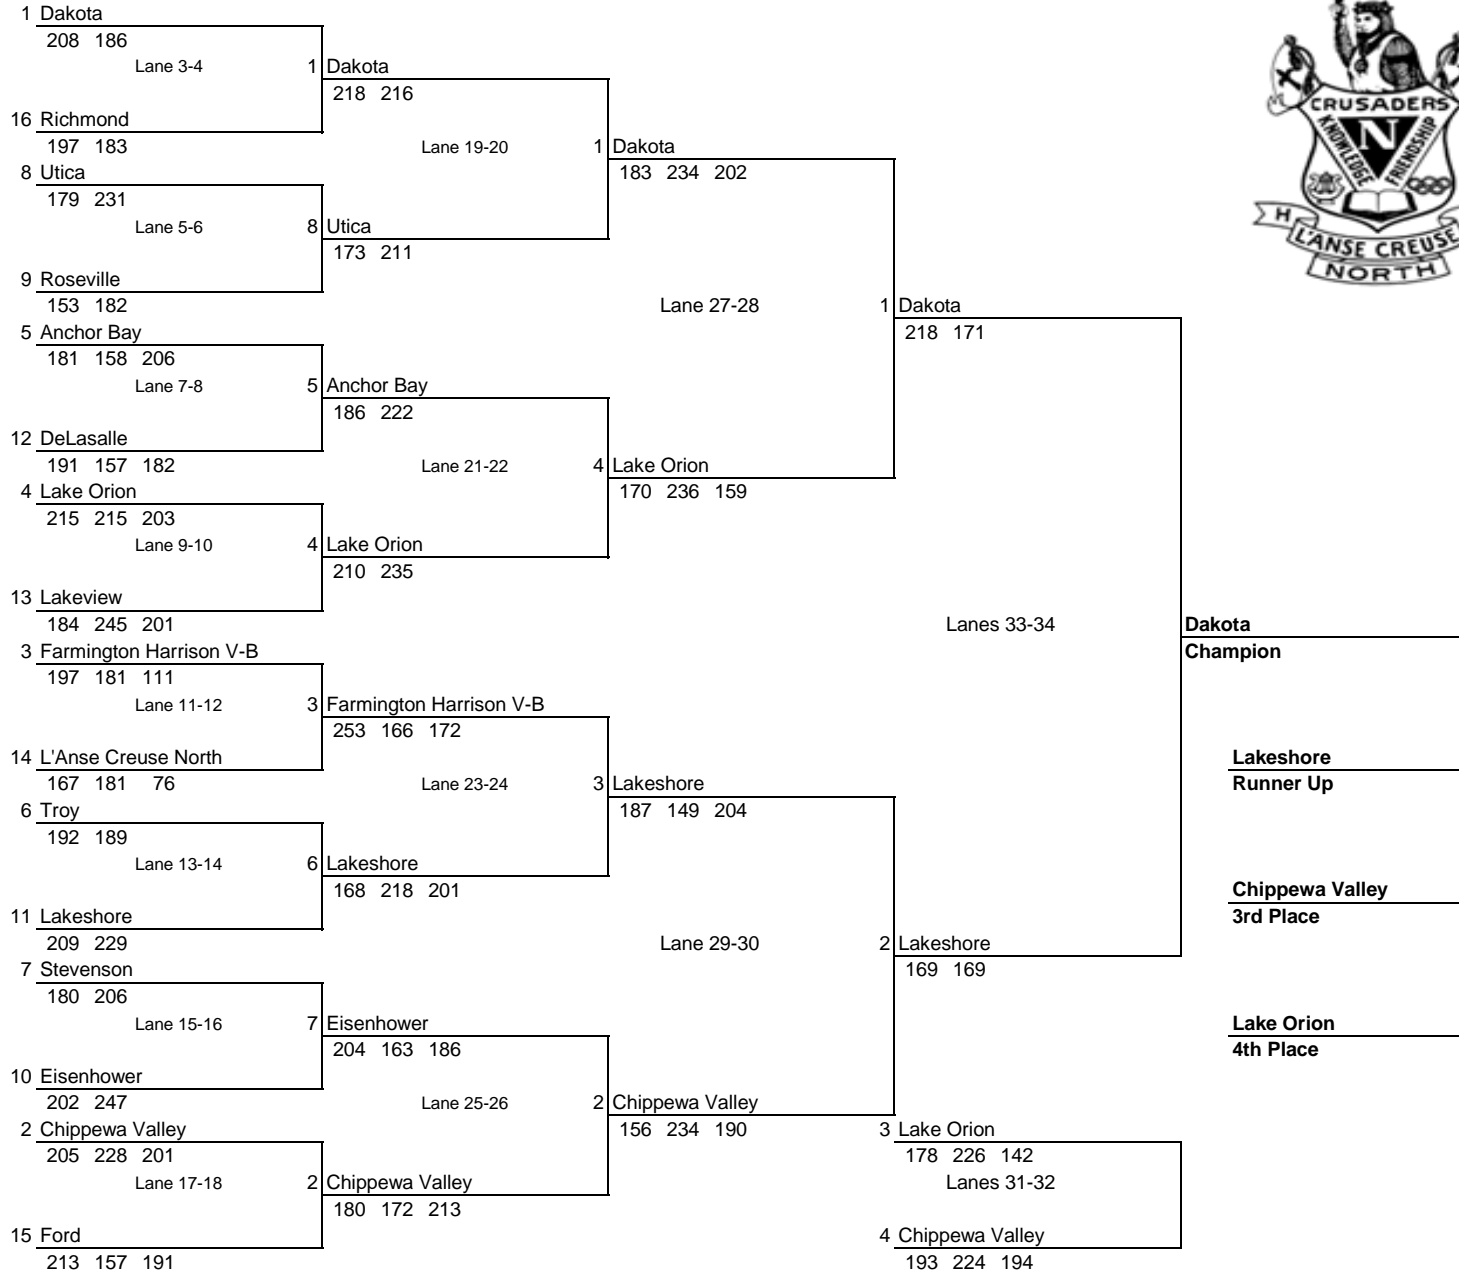 1 Dakota
208 186
Lane 3-4
16 Richmond
197 183
8 Utica
179 231
Lane 5-6
9 Roseville
153 182
5 Anchor Bay
181 158 206
Lane 7-8
12 DeLasalle
191 157 182
4 Lake Orion
215 215 203
Lane 9-10
13 Lakeview
184 245 201
3 Farmington Harrison V-B
197 181 111
Lane 11-12
14 L'Anse Creuse North
167 181 76
6 Troy
192 189
Lane 13-14
11 Lakeshore
209 229
7 Stevenson
180 206
Lane 15-16
10 Eisenhower
202 247
2 Chippewa Valley
205 228 201
Lane 17-18
15 Ford
213 157 191
1 Dakota
218 216
Lane 19-20
8 Utica
173 211
5 Anchor Bay
186 222
Lane 21-22
4 Lake Orion
210 235
3 Farmington Harrison V-B
253 166 172
Lane 23-24
6 Lakeshore
168 218 201
7 Eisenhower
204 163 186
Lane 25-26
2 Chippewa Valley
180 172 213
1 Dakota
183 234 202
Lane 27-28
4 Lake Orion
170 236 159
3 Lakeshore
187 149 204
Lane 29-30
2 Chippewa Valley
156 234 190
1 Dakota
218 171
Lanes 33-34
2 Lakeshore
169 169
3 Lake Orion
178 226 142
Lanes 31-32
4 Chippewa Valley
193 224 194
Dakota
Champion
Lakeshore
Runner Up
Chippewa Valley
3rd Place
Lake Orion
4th Place
CRUSADERS
N
KNOWLEDGE
FRIENDSHIP
H
L'ANSE CREUSE
NORTH